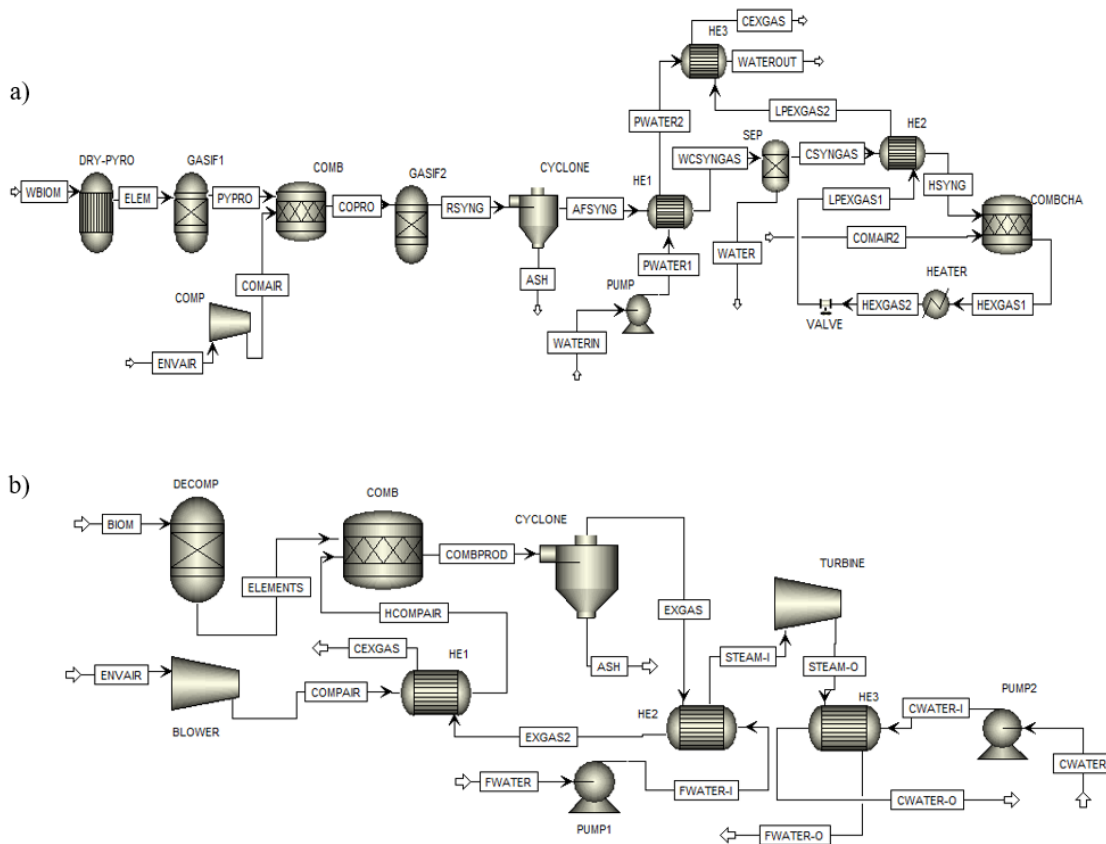 a)
CEXGAS
HE3
WATEROUT
LPEXGAS2
PWATER2
SEP
HE2
DRY-PYRO
GASIF1
COMB
GASIF2
CYCLONE
WCSYNGAS
CSYNGAS
WBIOM
ELEM
PYPRO
COPRO
RSYNG
AFSYNG
HE1
HSYNG
LPEXGAS1
COMBCHA
COMAIR2
WATER
ASH
PWATER1
COMAIR
COMP
PUMP
HEATER
HEXGAS2
HEXGAS1
VALVE
WATERIN
ENVAIR
b)
DECOMP
COMB
CYCLONE
BIOM
COMBPROD
TURBINE
ELEMENTS
EXGAS
HCOMPAIR
HE1
STEAM-I
CEXGAS
ENVAIR
ASH
STEAM-O
COMPAIR
HE2
HE3
CWATER-I
PUMP2
BLOWER
EXGAS2
FWATER
FWATER-I
CWATER
CWATER-O
PUMP1
FWATER-O